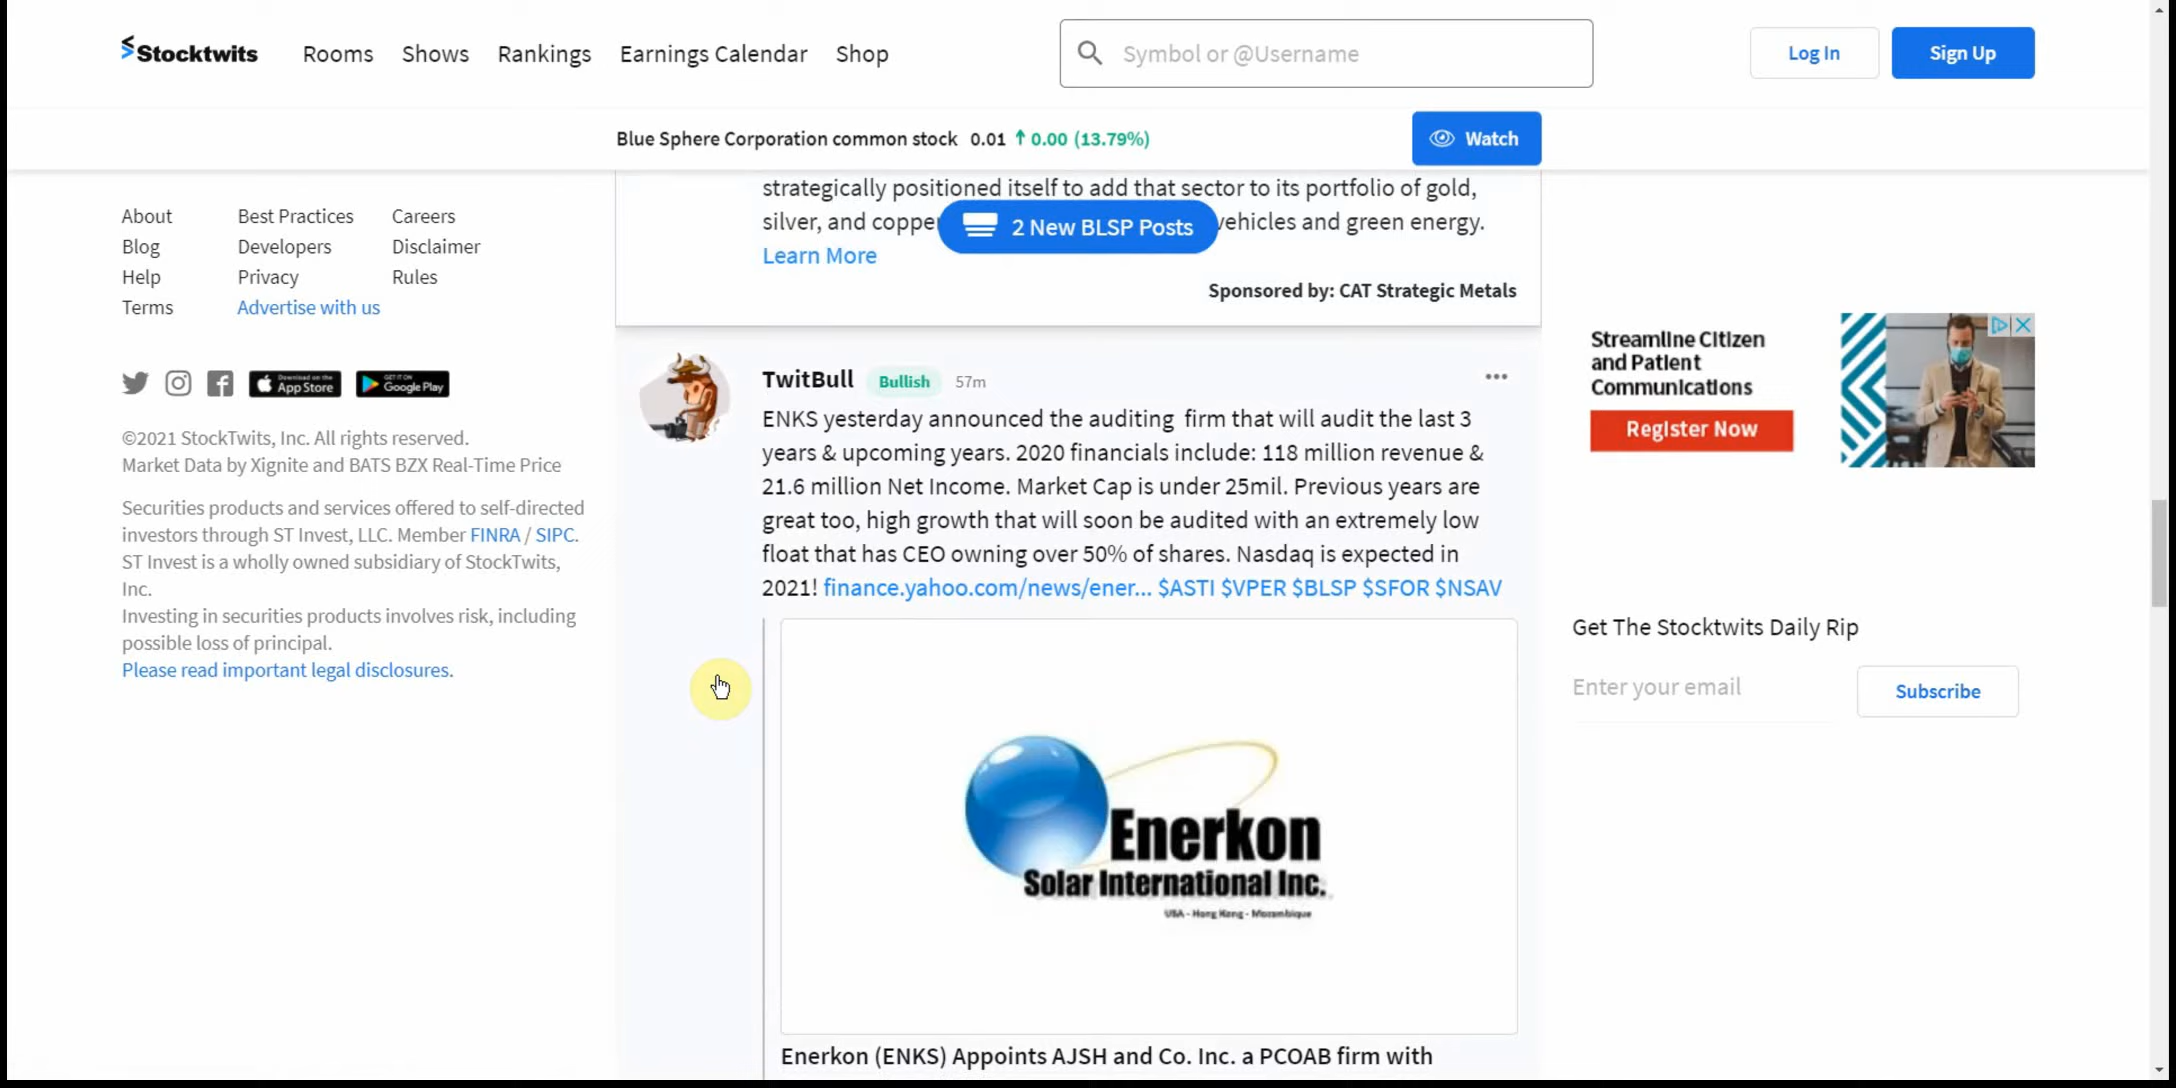 Stocktwits
Rooms Shows Rankings Earnings Calendar Shop
Symbol or @Username
Log In
Sign Up
Blue Sphere Corporation common stock 0.01 ↑ 0.00 (13.79%)
Watch
About Best Practices Careers
Blog Developers Disclaimer
Help Privacy Rules
Terms Advertise with us
Download on the
App Store
GET IT ON
Google Play
©2021 StockTwits, Inc. All rights reserved.
Market Data by Xignite and BATS BZX Real-Time Price
Securities products and services offered to self-directed
investors through ST Invest, LLC. Member FINRA / SIPC.
ST Invest is a wholly owned subsidiary of StockTwits,
Inc.
Investing in securities products involves risk, including
possible loss of principal.
Please read important legal disclosures.
strategically positioned itself to add that sector to its portfolio of gold,
silver, and coppe
2 New BLSP Posts
vehicles and green energy.
Learn More
Sponsored by: CAT Strategic Metals
TwitBull Bullish 57m
ENKS yesterday announced the auditing firm that will audit the last 3
years & upcoming years. 2020 financials include: 118 million revenue &
21.6 million Net Income. Market Cap is under 25mil. Previous years are
great too, high growth that will soon be audited with an extremely low
float that has CEO owning over 50% of shares. Nasdaq is expected in
2021! finance.yahoo.com/news/ener... $ASTI $VPER $BLSP $SFOR $NSAV
Enerkon
Solar International Inc.
USA - Hong Kong - Mozambique
Enerkon (ENKS) Appoints AJSH and Co. Inc. a PCOAB firm with
Streamline Citizen
and Patient
Communications
Register Now
Get The Stocktwits Daily Rip
Enter your email
Subscribe